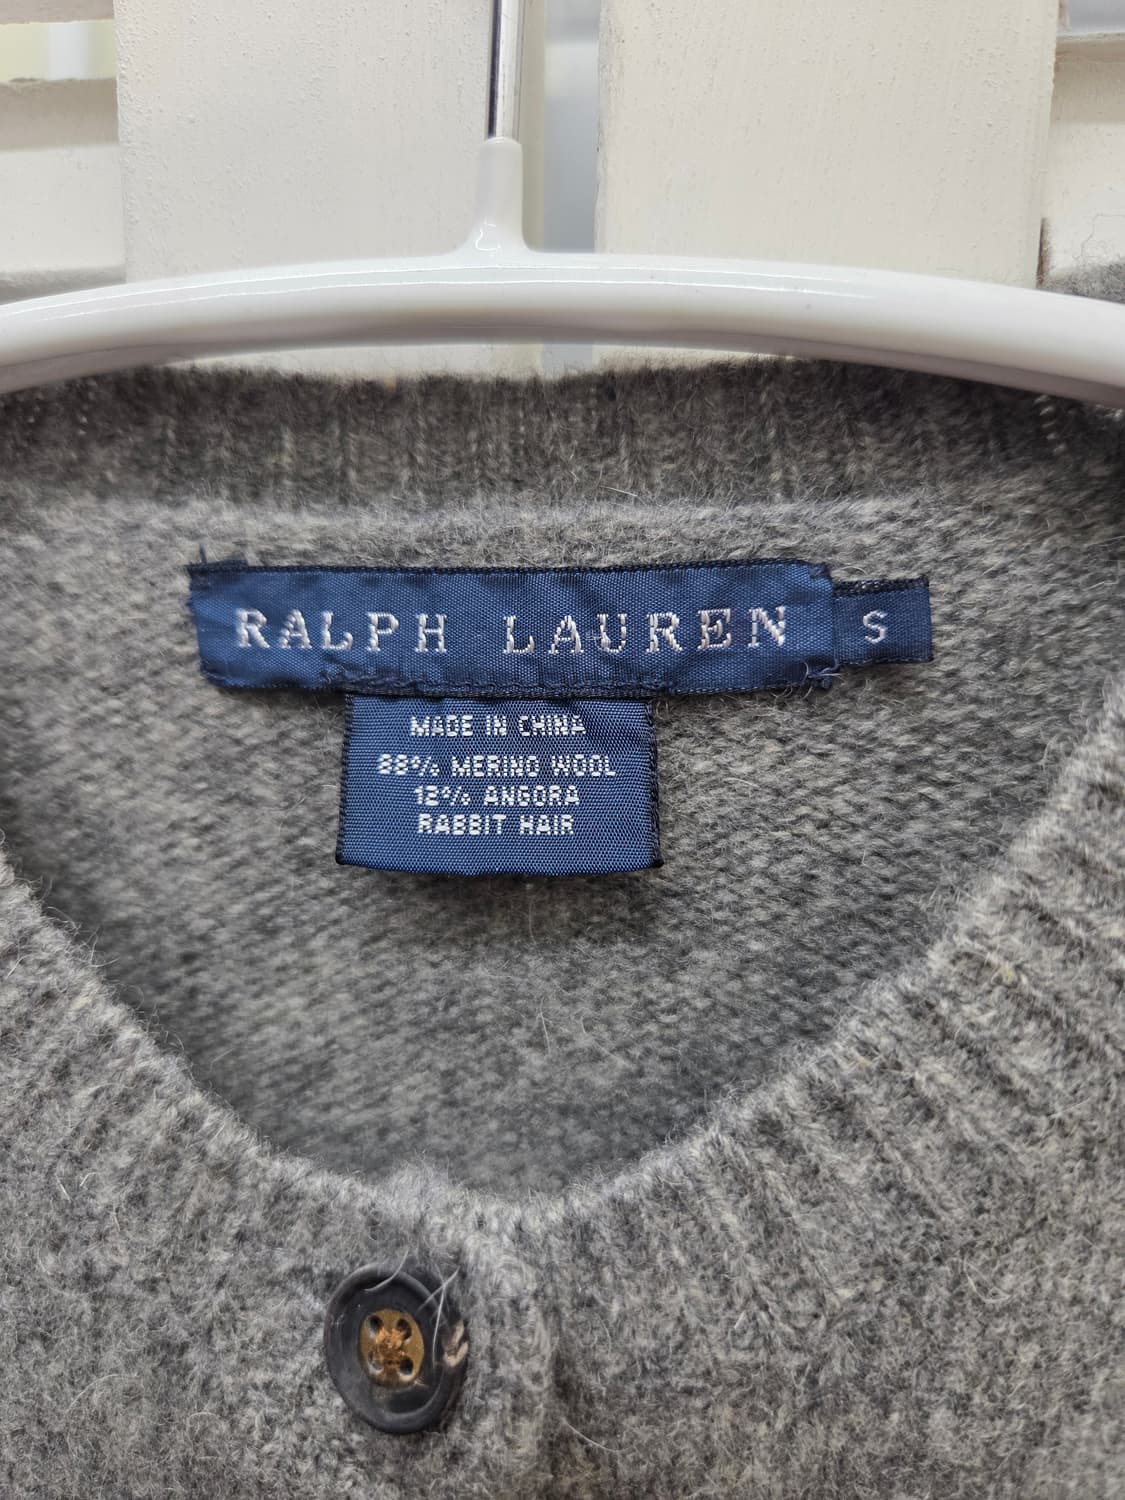 RALPH LAUREN S
MADE IN CHINA
88% MERINO WOOL
12% ANGORA
RABBIT HAIR